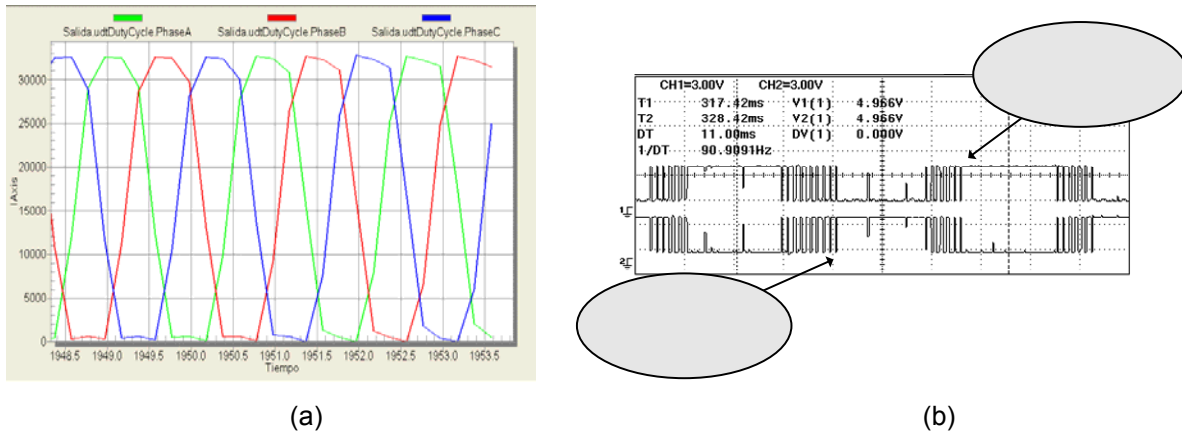 Salida.udtDutyCycle.PhaseA Salida.udtDutyCycle.PhaseB Salida.udtDutyCycle.PhaseC
30000
25000
20000
15000
10000
5000
0
IAxis
1948.5 1949.0 1949.5 1950.0 1950.5 1951.0 1951.5 1952.0 1952.5 1953.0 1953.5
Tiempo
(a)
CH1=3.00V CH2=3.00V
T1 317.42ms V1(1) 4.966V
T2 328.42ms V2(1) 4.966V
DT 11.00ms DV(1) 0.000V
1/DT 90.9091Hz
1
2
(b)